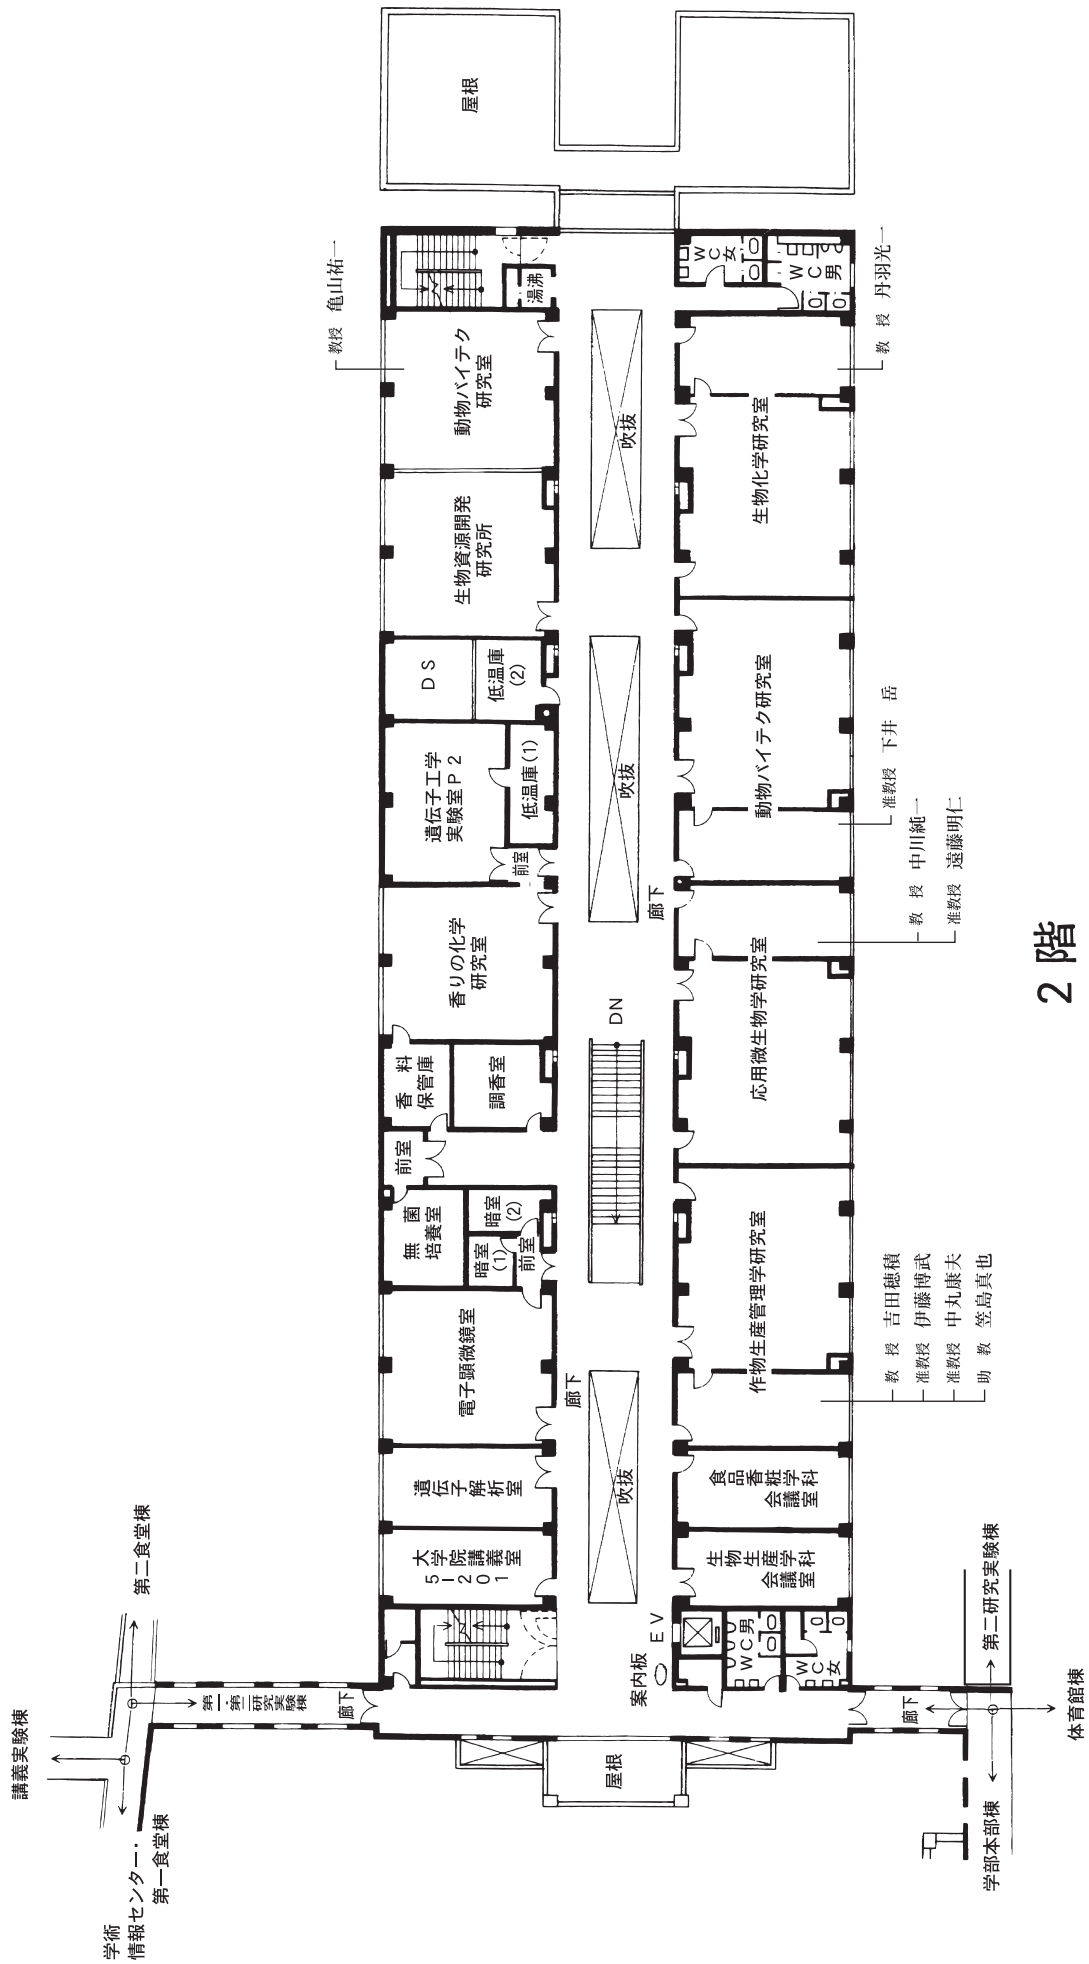 講義実験棟
学術
情報センター・
第一食堂棟
第二食堂棟
第一・第三研究実験棟
廊下
教授 亀山祐一
大学院講義室
5 I 2 0 1
遺伝子解析室
電子顕微鏡室
無菌
培養室
暗室
(1)
暗室
(2)
前室
前室
香料
保管庫
調香室
香りの化学
研究室
遺伝子工学
実験室P2
前室
低温庫(1)
DS
低温庫
(2)
生物資源開発
研究所
動物バイテク
研究室
湯沸
屋根
屋根
案内板
EV
吹抜
廊下
DN
廊下
吹抜
吹抜
WC男
WC女
生物生産学科
会議室
食品香粧学科
会議室
作物生産管理学研究室
応用微生物学研究室
動物バイテク研究室
生物化学研究室
WC女
WC男
廊下
教授 吉田穂積
准教授 伊藤博武
准教授 中丸康夫
助教 笠島真也
教授 中川純一
准教授 遠藤明仁
准教授 下井 岳
教授 丹羽光一
学部本部棟
第二研究実験棟
体育館棟
2階